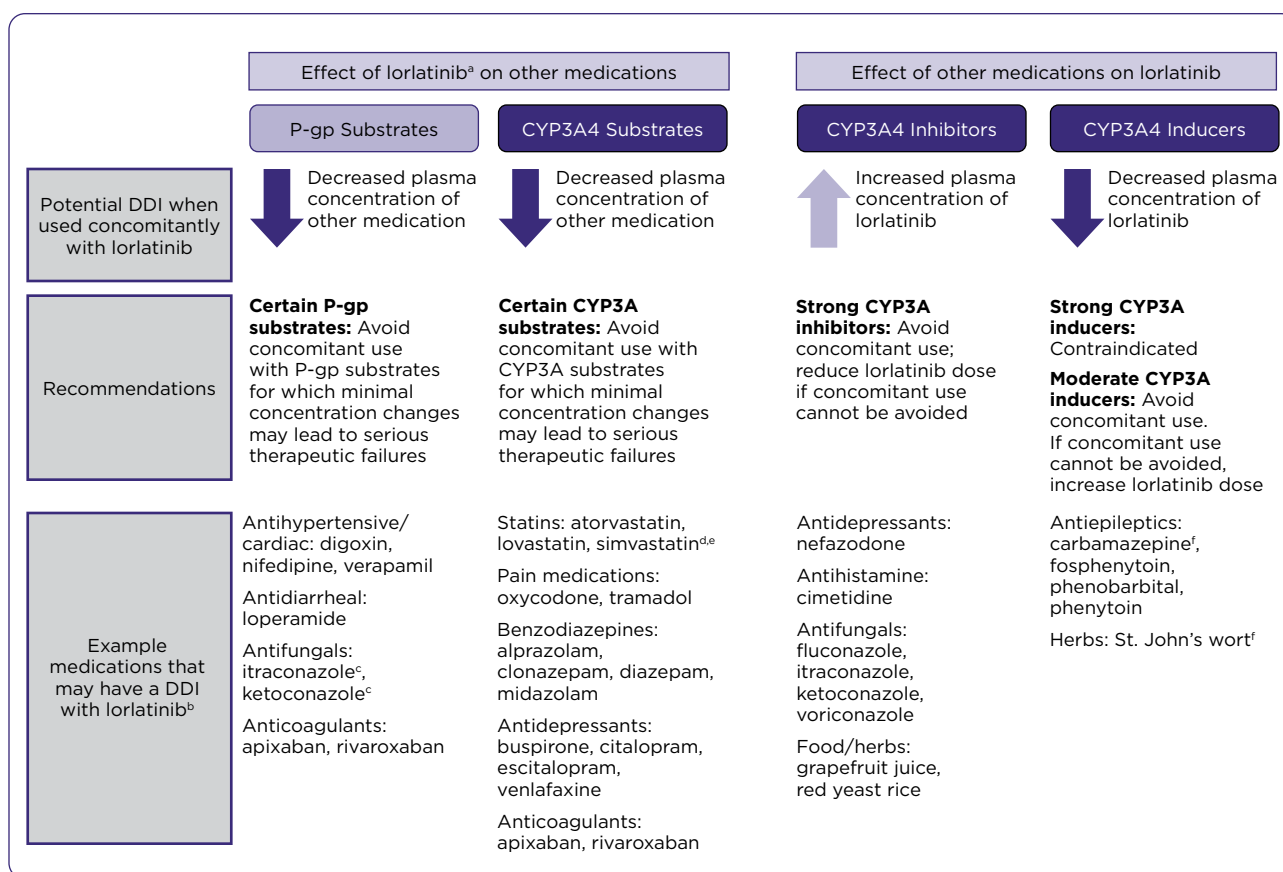 Effect of lorlatinibᵃ on other medications
Effect of other medications on lorlatinib
P-gp Substrates
CYP3A4 Substrates
CYP3A4 Inhibitors
CYP3A4 Inducers
Potential DDI when
used concomitantly
with lorlatinib
Decreased plasma
concentration of
other medication
Decreased plasma
concentration of
other medication
Increased plasma
concentration of
lorlatinib
Decreased plasma
concentration of
lorlatinib
Recommendations
Certain P-gp
substrates: Avoid
concomitant use
with P-gp substrates
for which minimal
concentration changes
may lead to serious
therapeutic failures
Certain CYP3A
substrates: Avoid
concomitant use with
CYP3A substrates
for which minimal
concentration changes
may lead to serious
therapeutic failures
Strong CYP3A
inhibitors: Avoid
concomitant use;
reduce lorlatinib dose
if concomitant use
cannot be avoided
Strong CYP3A
inducers:
Contraindicated
Moderate CYP3A
inducers: Avoid
concomitant use.
If concomitant use
cannot be avoided,
increase lorlatinib dose
Example
medications that
may have a DDI
with lorlatinibᵇ
Antihypertensive/
cardiac: digoxin,
nifedipine, verapamil
Antidiarrheal:
loperamide
Antifungals:
itraconazoleᶜ,
ketoconazoleᶜ
Anticoagulants:
apixaban, rivaroxaban
Statins: atorvastatin,
lovastatin, simvastatinᵈ,ᵉ
Pain medications:
oxycodone, tramadol
Benzodiazepines:
alprazolam,
clonazepam, diazepam,
midazolam
Antidepressants:
buspirone, citalopram,
escitalopram,
venlafaxine
Anticoagulants:
apixaban, rivaroxaban
Antidepressants:
nefazodone
Antihistamine:
cimetidine
Antifungals:
fluconazole,
itraconazole,
ketoconazole,
voriconazole
Food/herbs:
grapefruit juice,
red yeast rice
Antiepileptics:
carbamazepineᶠ,
fosphenytoin,
phenobarbital,
phenytoin
Herbs: St. John’s wortᶠ